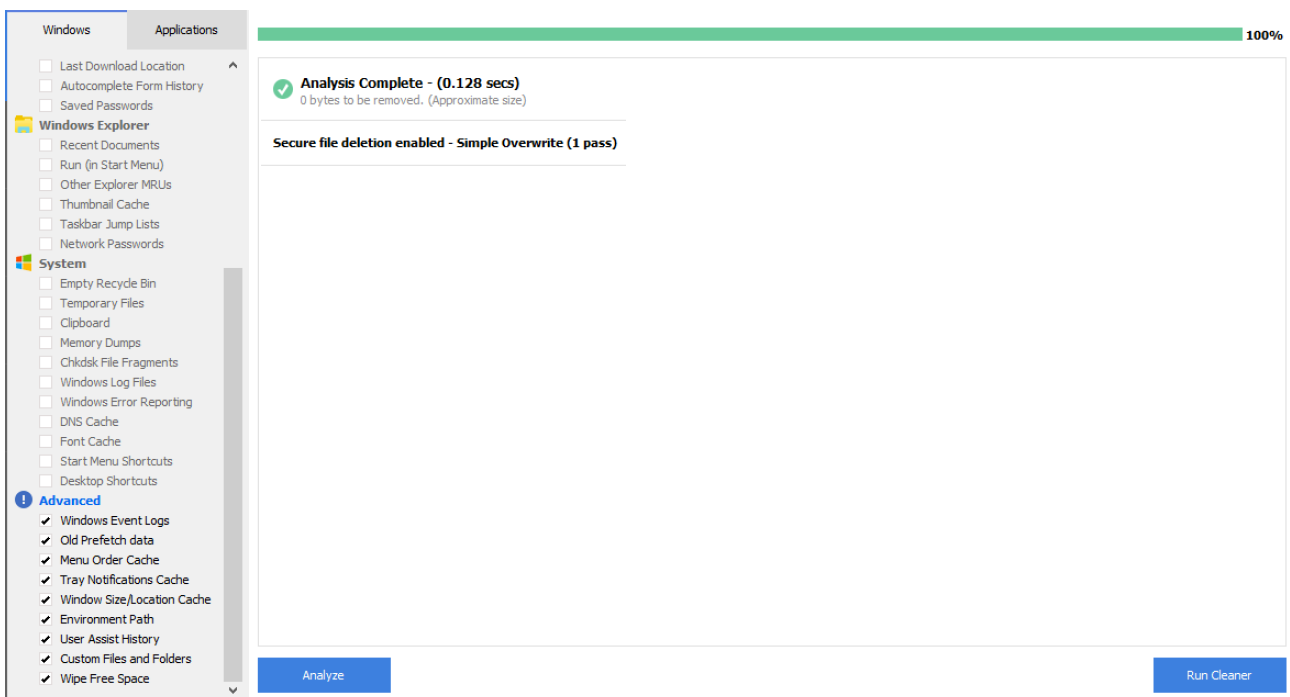 Windows
Applications
100%
Last Download Location
Autocomplete Form History
Saved Passwords
Windows Explorer
Recent Documents
Run (in Start Menu)
Other Explorer MRUs
Thumbnail Cache
Taskbar Jump Lists
Network Passwords
System
Empty Recycle Bin
Temporary Files
Clipboard
Memory Dumps
Chkdsk File Fragments
Windows Log Files
Windows Error Reporting
DNS Cache
Font Cache
Start Menu Shortcuts
Desktop Shortcuts
Advanced
Windows Event Logs
Old Prefetch data
Menu Order Cache
Tray Notifications Cache
Window Size/Location Cache
Environment Path
User Assist History
Custom Files and Folders
Wipe Free Space
Analysis Complete - (0.128 secs)
0 bytes to be removed. (Approximate size)
Secure file deletion enabled - Simple Overwrite (1 pass)
Analyze
Run Cleaner